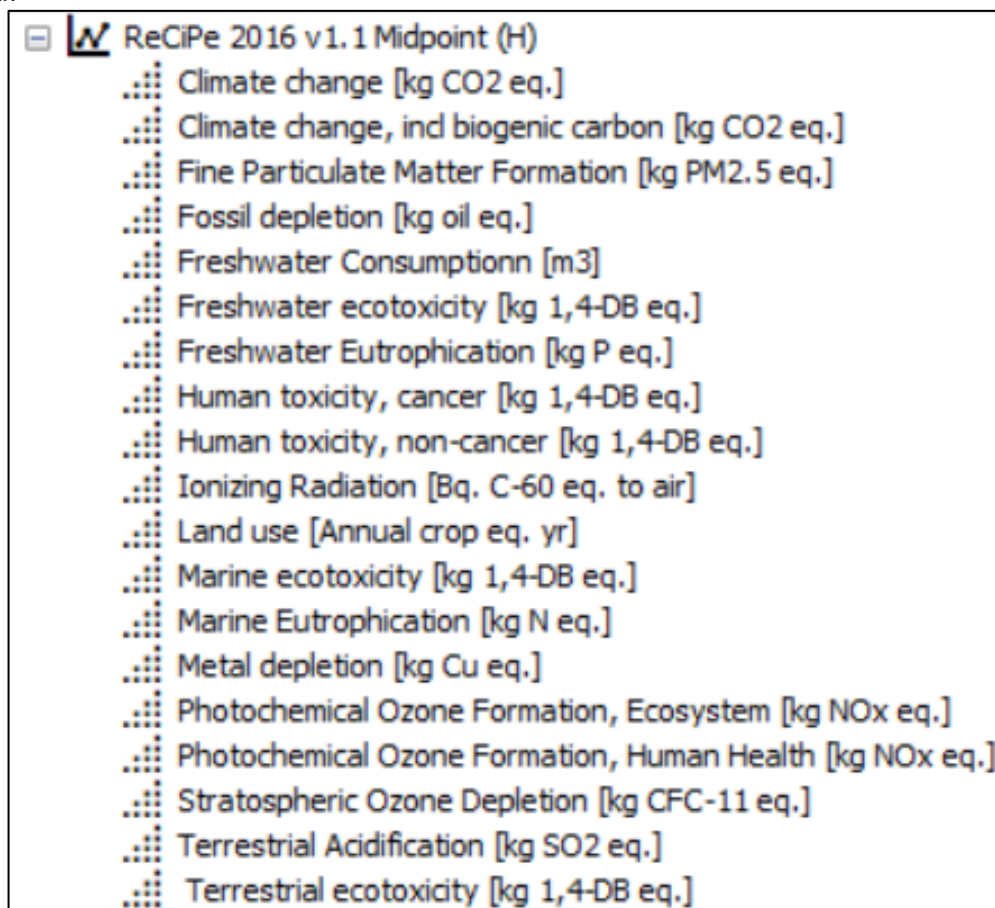 ReCiPe 2016 v1.1 Midpoint (H)
Climate change [kg CO2 eq.]
Climate change, incl biogenic carbon [kg CO2 eq.]
Fine Particulate Matter Formation [kg PM2.5 eq.]
Fossil depletion [kg oil eq.]
Freshwater Consumptionn [m3]
Freshwater ecotoxicity [kg 1,4-DB eq.]
Freshwater Eutrophication [kg P eq.]
Human toxicity, cancer [kg 1,4-DB eq.]
Human toxicity, non-cancer [kg 1,4-DB eq.]
Ionizing Radiation [Bq. C-60 eq. to air]
Land use [Annual crop eq. yr]
Marine ecotoxicity [kg 1,4-DB eq.]
Marine Eutrophication [kg N eq.]
Metal depletion [kg Cu eq.]
Photochemical Ozone Formation, Ecosystem [kg NOx eq.]
Photochemical Ozone Formation, Human Health [kg NOx eq.]
Stratospheric Ozone Depletion [kg CFC-11 eq.]
Terrestrial Acidification [kg SO2 eq.]
Terrestrial ecotoxicity [kg 1,4-DB eq.]